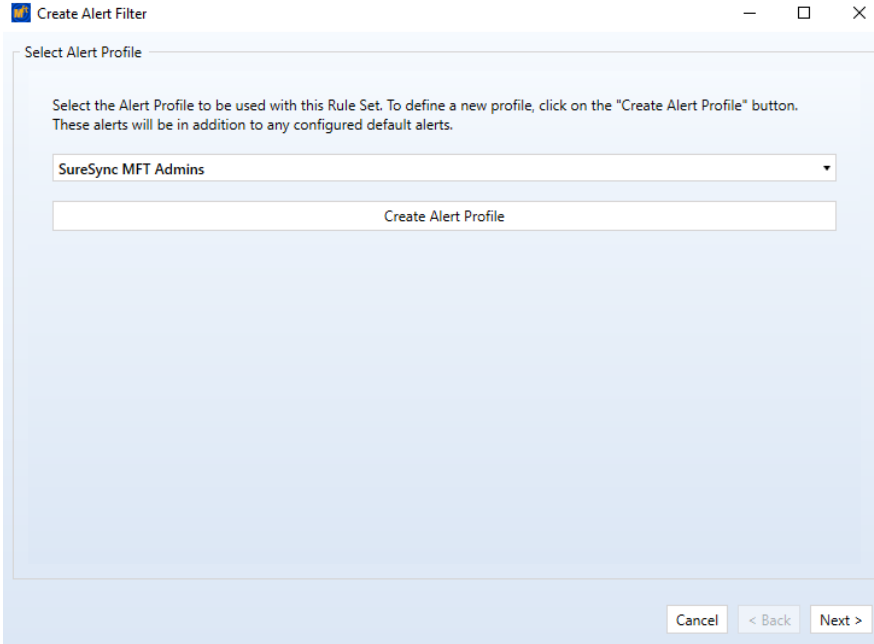 Mft Create Alert Filter
Select Alert Profile
Select the Alert Profile to be used with this Rule Set. To define a new profile, click on the "Create Alert Profile" button.
These alerts will be in addition to any configured default alerts.
SureSync MFT Admins
Create Alert Profile
Cancel < Back Next >